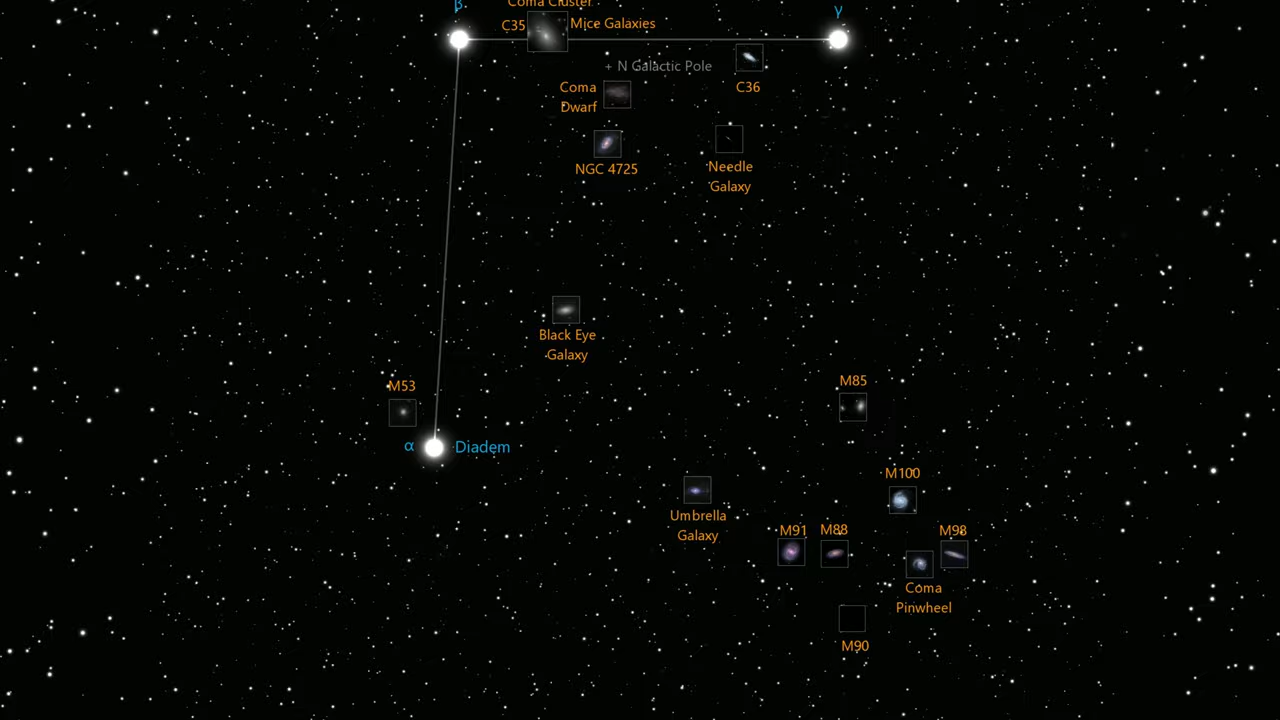 Coma Cluster
β
γ
C35
Mice Galaxies
+ N Galactic Pole
C36
Coma
Dwarf
NGC 4725
Needle
Galaxy
Black Eye
Galaxy
M53
M85
α
Diadem
M100
Umbrella
Galaxy
M91
M88
M98
Coma
Pinwheel
M90